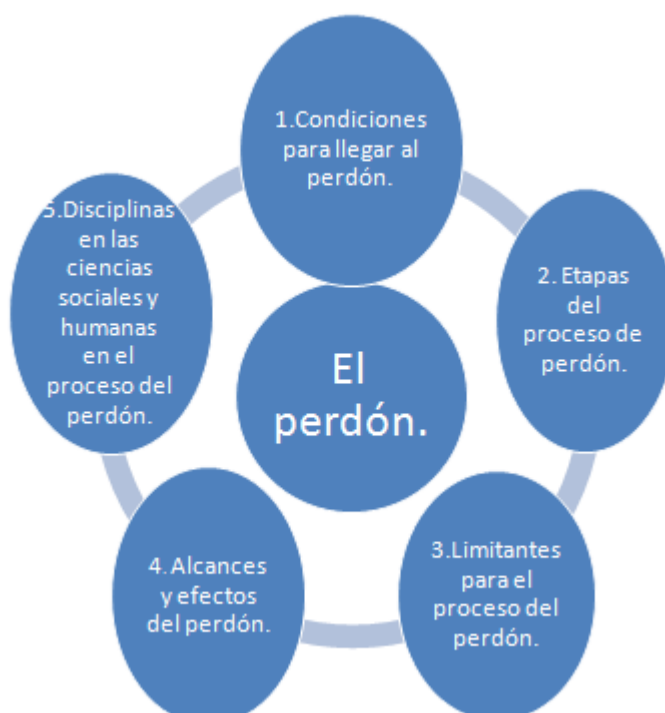 1.Condiciones
para llegar al
perdón.
2. Etapas
del
proceso de
perdón.
3.Limitantes
para el
proceso del
perdón.
4. Alcances
y efectos
del perdón.
5.Disciplinas
en las
ciencias
sociales y
humanas
en el
proceso del
perdón.
El
perdón.